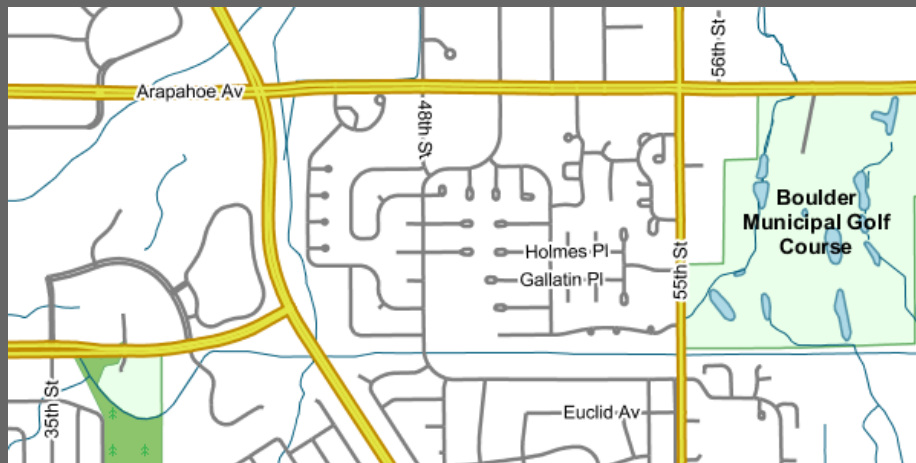 56th St
Arapahoe Av
48th St
Boulder
Municipal Golf
Course
Holmes Pl
Gallatin Pl
55th St
35th St
Euclid Av